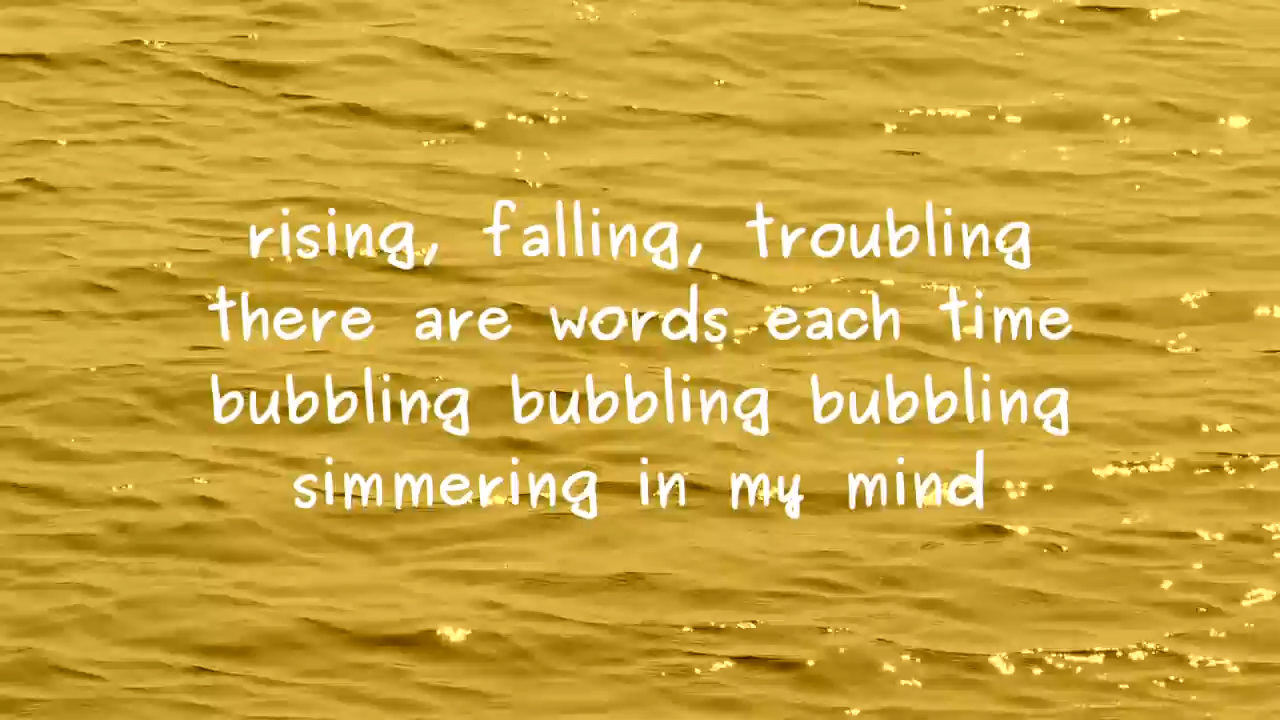 rising, falling, troubling
there are words each time
bubbling bubbling bubbling
simmering in my mind